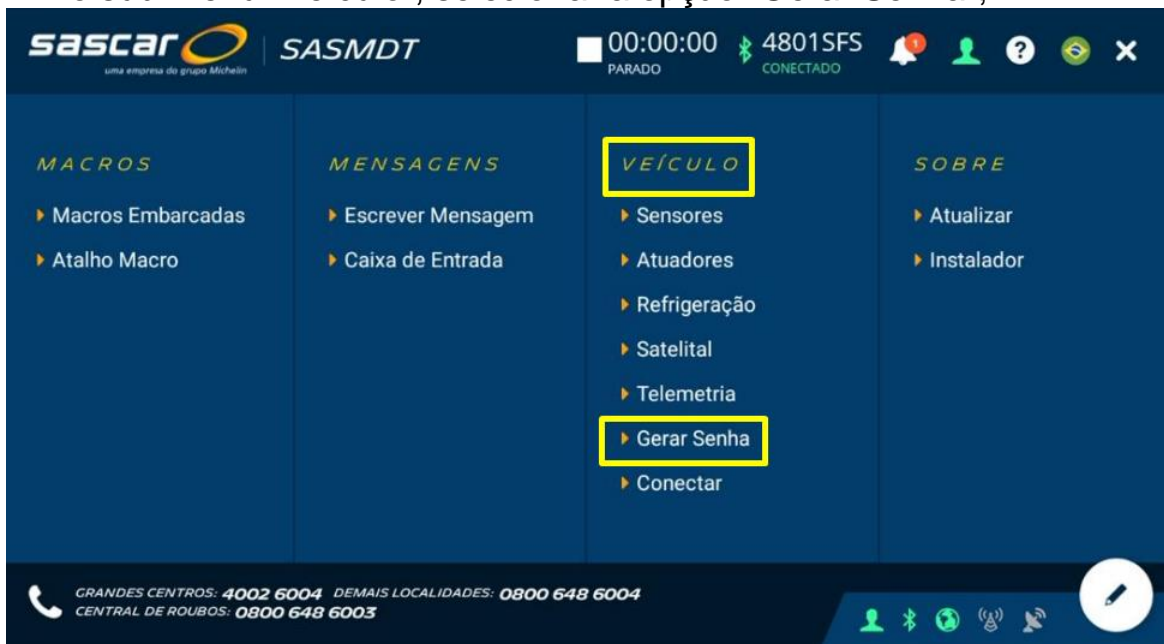 sascar
uma empresa do grupo Michelin
SASMDT
00:00:00
PARADO
4801SFS
CONECTADO
1
?
MACROS
Macros Embarcadas
Atalho Macro
MENSAGENS
Escrever Mensagem
Caixa de Entrada
VEÍCULO
Sensores
Atuadores
Refrigeração
Satelital
Telemetria
Gerar Senha
Conectar
SOBRE
Atualizar
Instalador
GRANDES CENTROS: 4002 6004 DEMAIS LOCALIDADES: 0800 648 6004
CENTRAL DE ROUBOS: 0800 648 6003